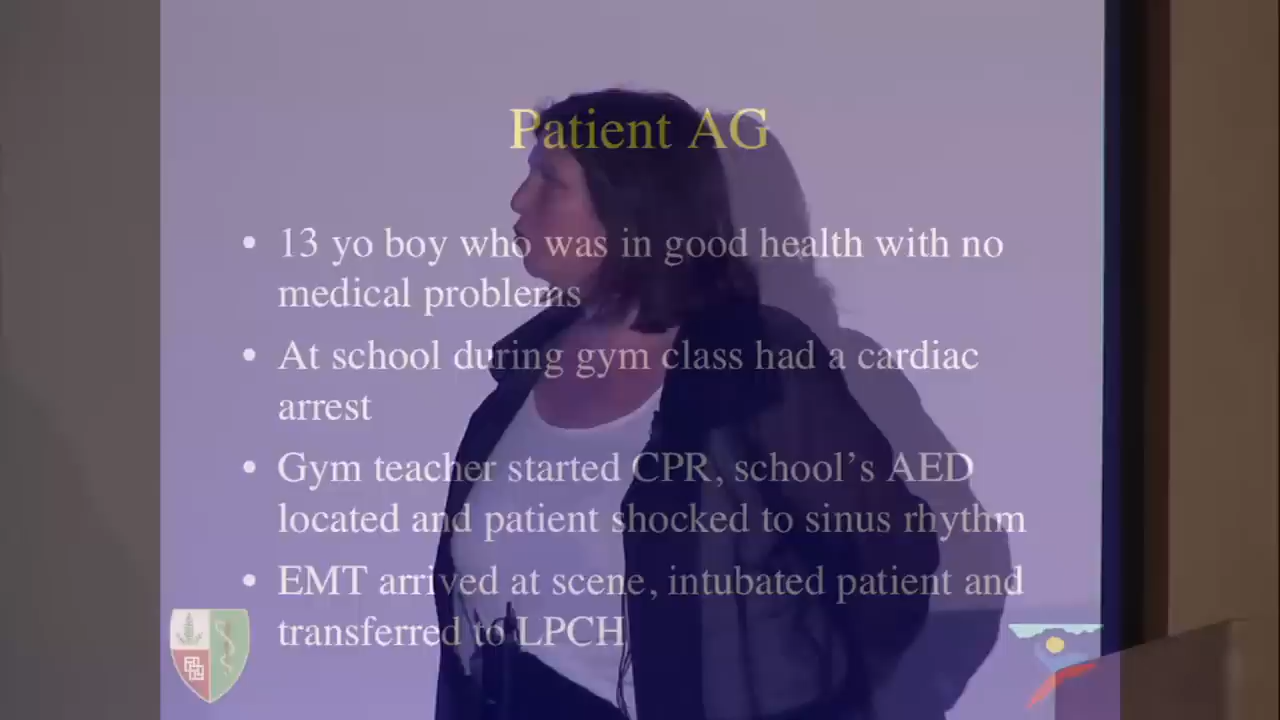 Patient AG
• 13 yo boy who was in good health with no
medical problems
• At school during gym class had a cardiac
arrest
• Gym teacher started CPR, school's AED
located and patient shocked to sinus rhythm
• EMT arrived at scene, intubated patient and
transferred to LPCH